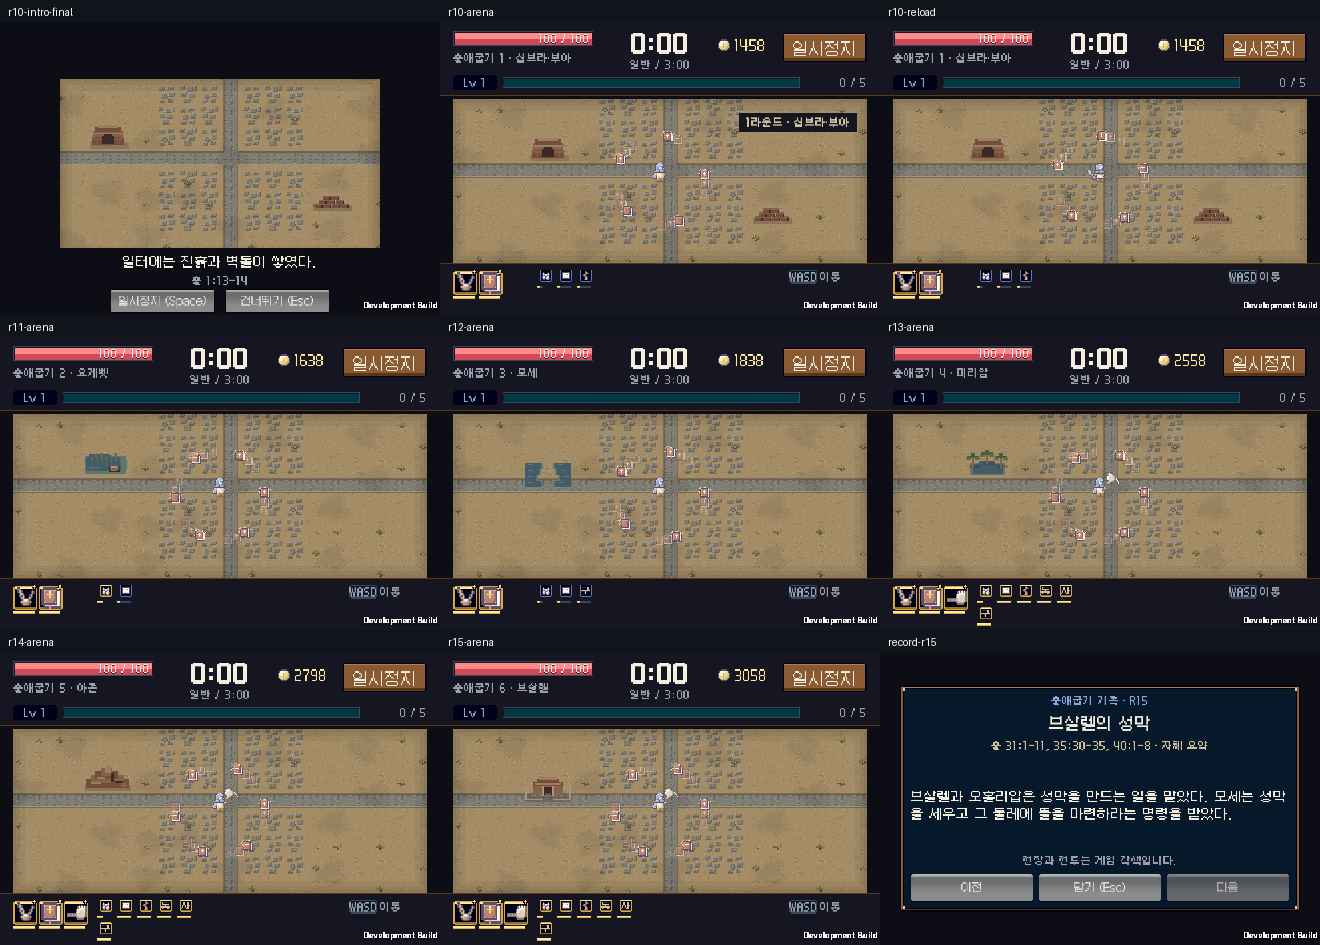 r10-intro-final
일터에는 진흙과 벽돌이 쌓였다.
출 1:13-14
일시정지 (Space)
건너뛰기 (Esc)
Development Build
r10-arena
100 / 100
출애굽기 1 · 십브라·부아
0:00
일반 / 3:00
1458
일시정지
Lv 1
0 / 5
1라운드 · 십브라·부아
WASD 이동
Development Build
r10-reload
100 / 100
출애굽기 1 · 십브라·부아
0:00
일반 / 3:00
1458
일시정지
Lv 1
0 / 5
WASD 이동
Development Build
r11-arena
100 / 100
출애굽기 2 · 요게벳
0:00
일반 / 3:00
1638
일시정지
Lv 1
0 / 5
WASD 이동
Development Build
r12-arena
100 / 100
출애굽기 3 · 모세
0:00
일반 / 3:00
1838
일시정지
Lv 1
0 / 5
WASD 이동
Development Build
r13-arena
100 / 100
출애굽기 4 · 미리암
0:00
일반 / 3:00
2558
일시정지
Lv 1
0 / 5
WASD 이동
Development Build
r14-arena
100 / 100
출애굽기 5 · 아론
0:00
일반 / 3:00
2798
일시정지
Lv 1
0 / 5
WASD 이동
Development Build
r15-arena
100 / 100
출애굽기 6 · 브살렐
0:00
일반 / 3:00
3058
일시정지
Lv 1
0 / 5
WASD 이동
Development Build
record-r15
출애굽기 기록 · R15
브살렐의 성막
출 31:1-11, 35:30-35, 40:1-8 · 자체 요약
브살렐과 오홀리압은 성막을 만드는 일을 맡았다. 모세는 성막
을 세우고 그 둘레에 뜰을 마련하라는 명령을 받았다.
현장과 전투는 게임 각색입니다.
이전
닫기 (Esc)
다음
Development Build